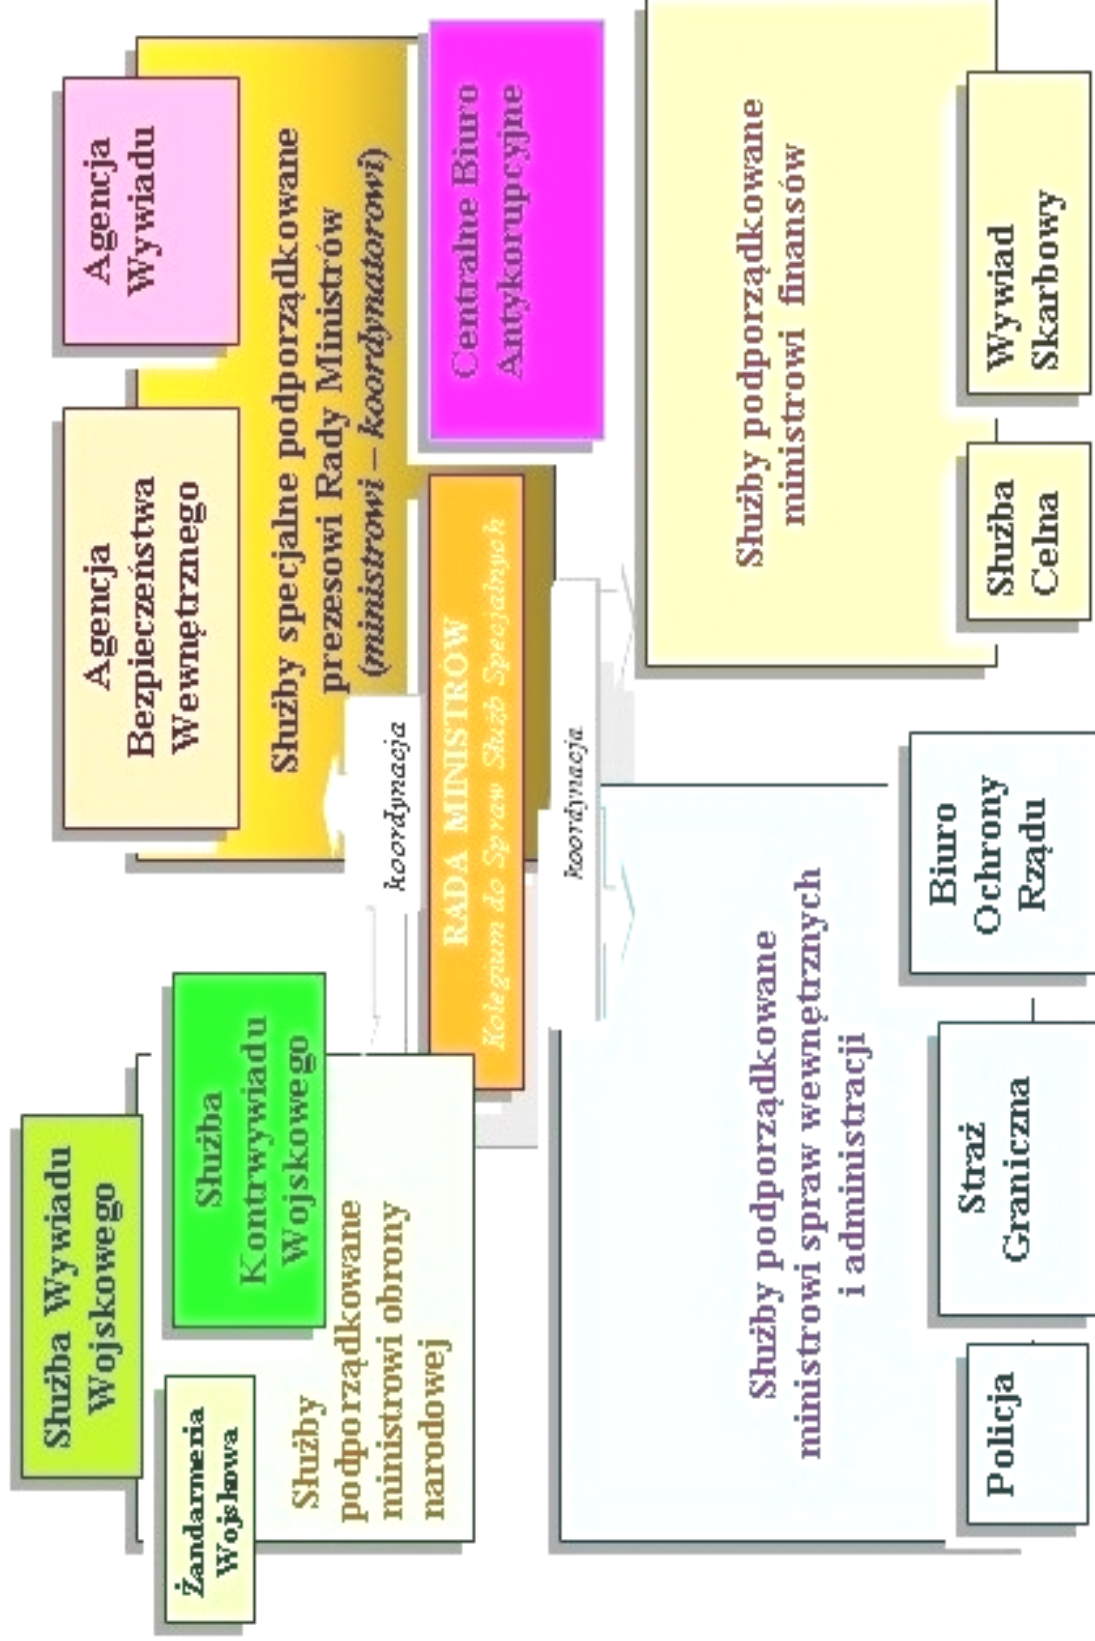 Służba Wywiadu
Wojskowego
Agencja
Bezpieczeństwa
Wewnętrznego
Agencja
Wywiadu
Żandarmeria
Wojskowa
Służba
Kontrwywiadu
Wojskowego
Służby
podporządkowane
ministrowi obrony
narodowej
Służby specjalne podporządkowane
prezesowi Rady Ministrów
(ministrowi – koordynatorowi)
koordynacja
RADA MINISTRÓW
Kolegium do Spraw Służb Specjalnych
Centralne Biuro
Antykorupcyjne
koordynacja
Służby podporządkowane
ministrowi spraw wewnętrznych
i administracji
Służby podporządkowane
ministrowi finansów
Policja
Straż
Graniczna
Biuro
Ochrony
Rządu
Służba
Celna
Wywiad
Skarbowy